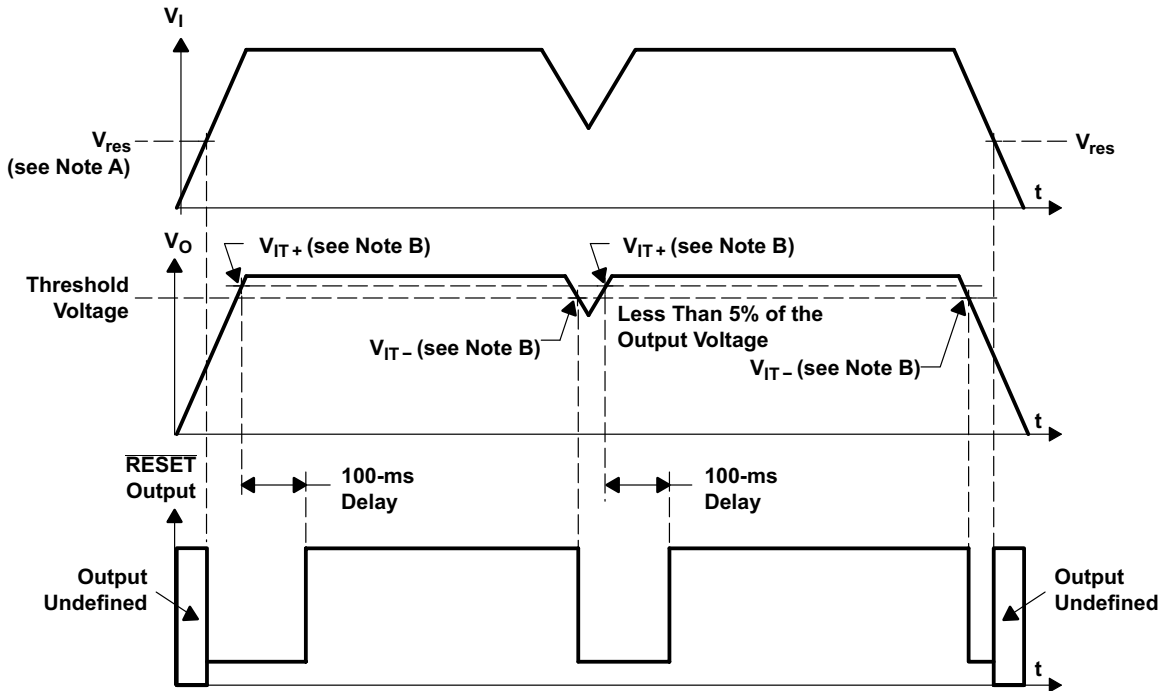 V_I
V_res
(see Note A)
V_res
t
V_O
V_IT+ (see Note B)
V_IT+ (see Note B)
Threshold
Voltage
Less Than 5% of the
Output Voltage
V_IT− (see Note B)
V_IT− (see Note B)
t
RESET
Output
100-ms
Delay
100-ms
Delay
Output
Undefined
Output
Undefined
t